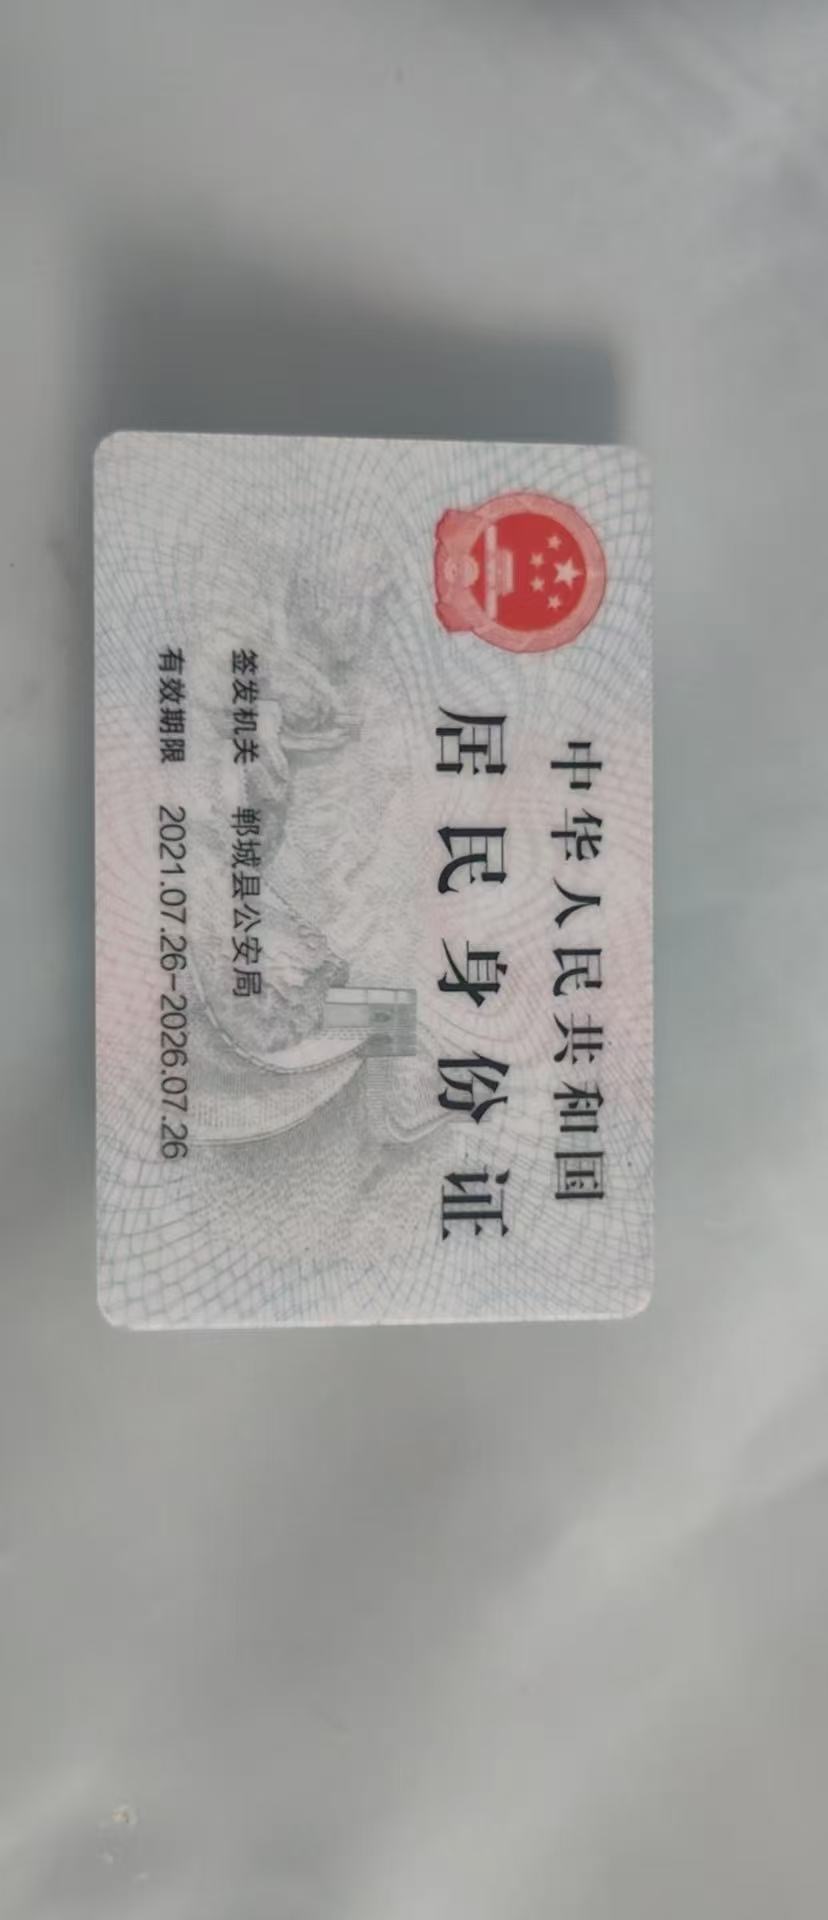 中华人民共和国
居民身份证
签发机关 郸城县公安局
有效期限 2021.07.26-2026.07.26